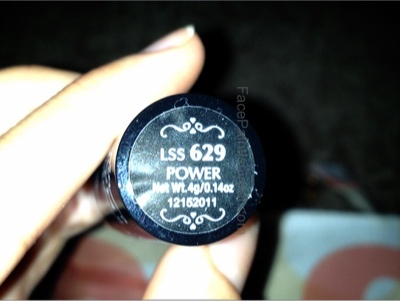 LSS 629
POWER
Net Wt.4g/0.14oz
12152011